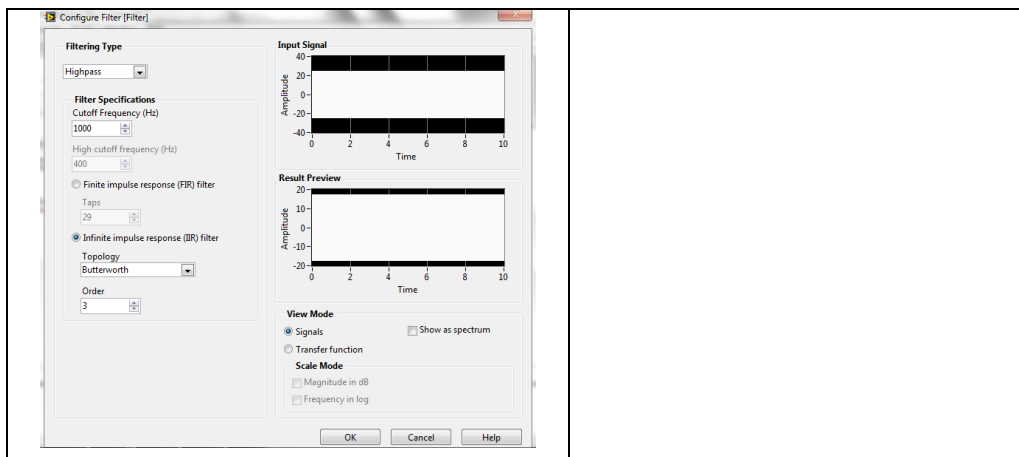 Configure Filter [Filter]
Filtering Type
Highpass
Filter Specifications
Cutoff Frequency (Hz)
1000
High cutoff frequency (Hz)
400
Finite impulse response (FIR) filter
Taps
29
Infinite impulse response (IIR) filter
Topology
Butterworth
Order
3
Input Signal
Amplitude
40
20
0
-20
-40
0 2 4 6 8 10
Time
Result Preview
Amplitude
20
10
0
-10
-20
0 2 4 6 8 10
Time
View Mode
Signals
Show as spectrum
Transfer function
Scale Mode
Magnitude in dB
Frequency in log
OK Cancel Help